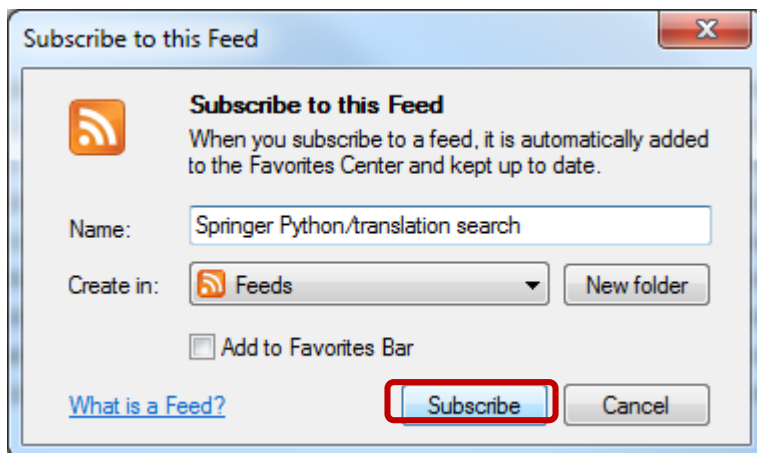 Subscribe to this Feed
X
Subscribe to this Feed
When you subscribe to a feed, it is automatically added
to the Favorites Center and kept up to date.
Name: Springer Python/translation search
Create in: Feeds New folder
Add to Favorites Bar
What is a Feed? Subscribe Cancel